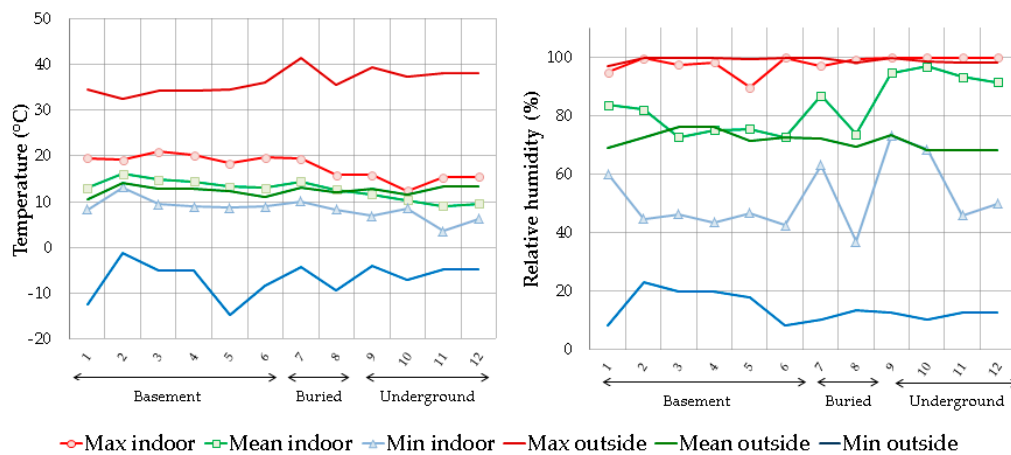 50
40
30
20
10
0
-10
-20
Temperature (°C)
1 2 3 4 5 6 7 8 9 10 11 12
Basement Buried Underground
100
80
60
40
20
0
Relative humidity (%)
1 2 3 4 5 6 7 8 9 10 11 12
Basement Buried Underground
Max indoor Mean indoor Min indoor Max outside Mean outside Min outside